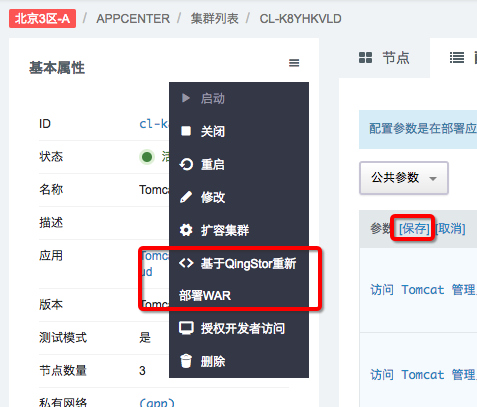 北京3区-A / APPCENTER / 集群列表 / CL-K8YHKVLD
基本属性
启动
关闭
重启
修改
扩容集群
基于QingStor重新
部署WAR
授权开发者访问
删除
ID cl-k8
状态
名称 Tomca
描述
应用 Tomc
ud
版本 Tomc
测试模式 是
节点数量 3
私有网络 (app)
节点
配置参数是在部署应
公共参数
参数 [保存] [取消]
访问 Tomcat 管理
访问 Tomcat 管理